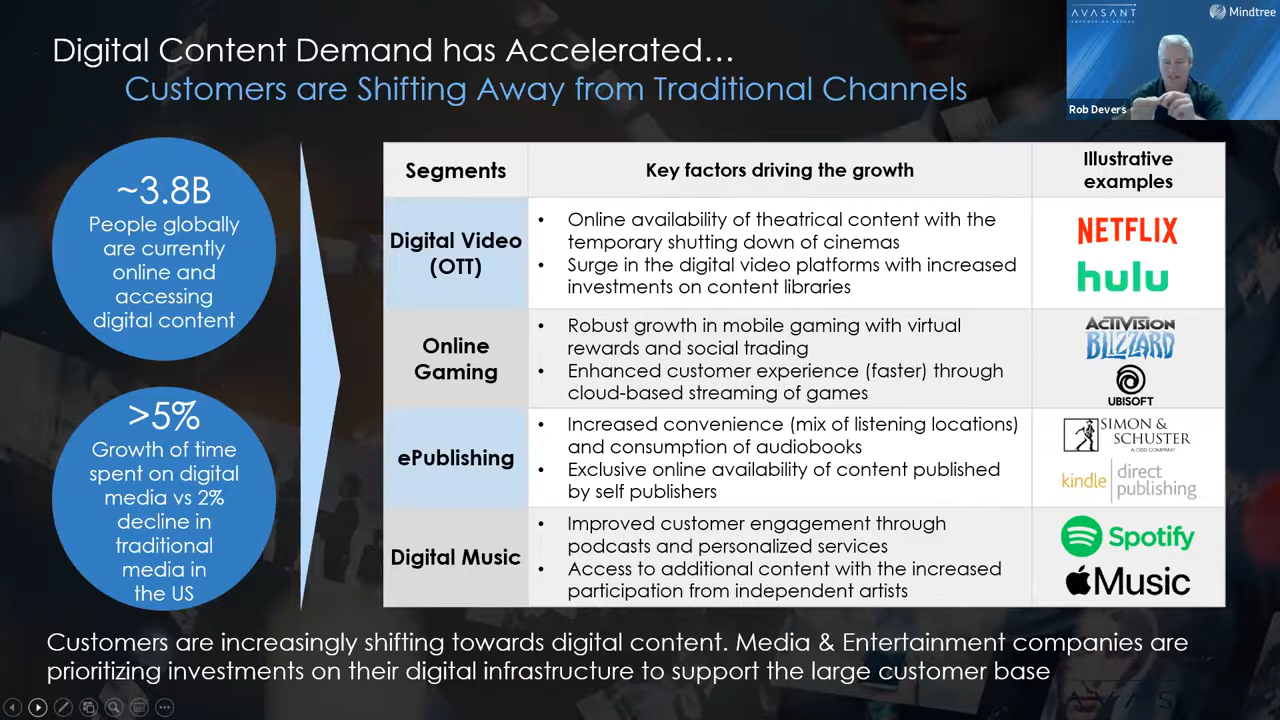 Digital Content Demand has Accelerated...
Customers are Shifting Away from Traditional Channels
AVASANT
Mindtree
Rob Devers
~3.8B
People globally
are currently
online and
accessing
digital content
>5%
Growth of time
spent on digital
media vs 2%
decline in
traditional
media in
the US
Segments
Key factors driving the growth
Illustrative
examples
Digital Video
(OTT)
• Online availability of theatrical content with the
temporary shutting down of cinemas
• Surge in the digital video platforms with increased
investments on content libraries
NETFLIX
hulu
Online
Gaming
• Robust growth in mobile gaming with virtual
rewards and social trading
• Enhanced customer experience (faster) through
cloud-based streaming of games
ACTIVISION
BLIZZARD
UBISOFT
ePublishing
• Increased convenience (mix of listening locations)
and consumption of audiobooks
• Exclusive online availability of content published
by self publishers
SIMON &
SCHUSTER
A CBS COMPANY
kindle direct
publishing
Digital Music
• Improved customer engagement through
podcasts and personalized services
• Access to additional content with the increased
participation from independent artists
Spotify
Music
Customers are increasingly shifting towards digital content. Media & Entertainment companies are
prioritizing investments on their digital infrastructure to support the large customer base